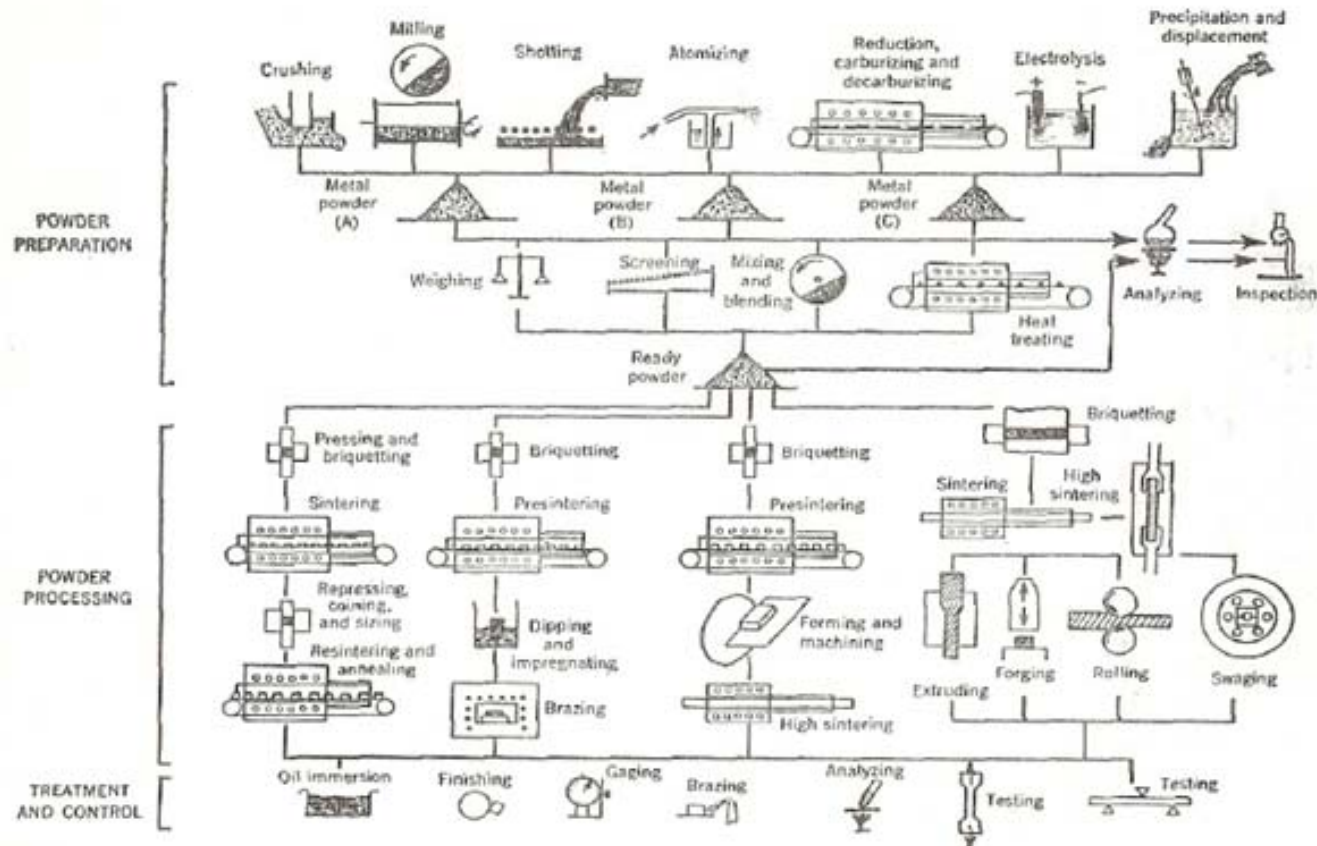 Milling
Crushing
Shotting
Atomizing
Reduction,
carburizing and
decarburizing
Electrolysis
Precipitation and
displacement
POWDER
PREPARATION
Metal
powder
(A)
Metal
powder
(B)
Metal
powder
(C)
Weighing
Screening
Mixing
and
blending
Heat
treating
Analyzing
Inspection
Ready
powder
POWDER
PROCESSING
Pressing and
briquetting
Briquetting
Briquetting
Briquetting
Sintering
Presintering
Presintering
Sintering
High
sintering
Repressing,
coining,
and sizing
Dipping
and
impregnating
Forming and
machining
Resintering and
annealing
Brazing
High sintering
Extruding
Forging
Rolling
Swaging
TREATMENT
AND CONTROL
Oil immersion
Finishing
Gaging
Brazing
Analyzing
Testing
Testing